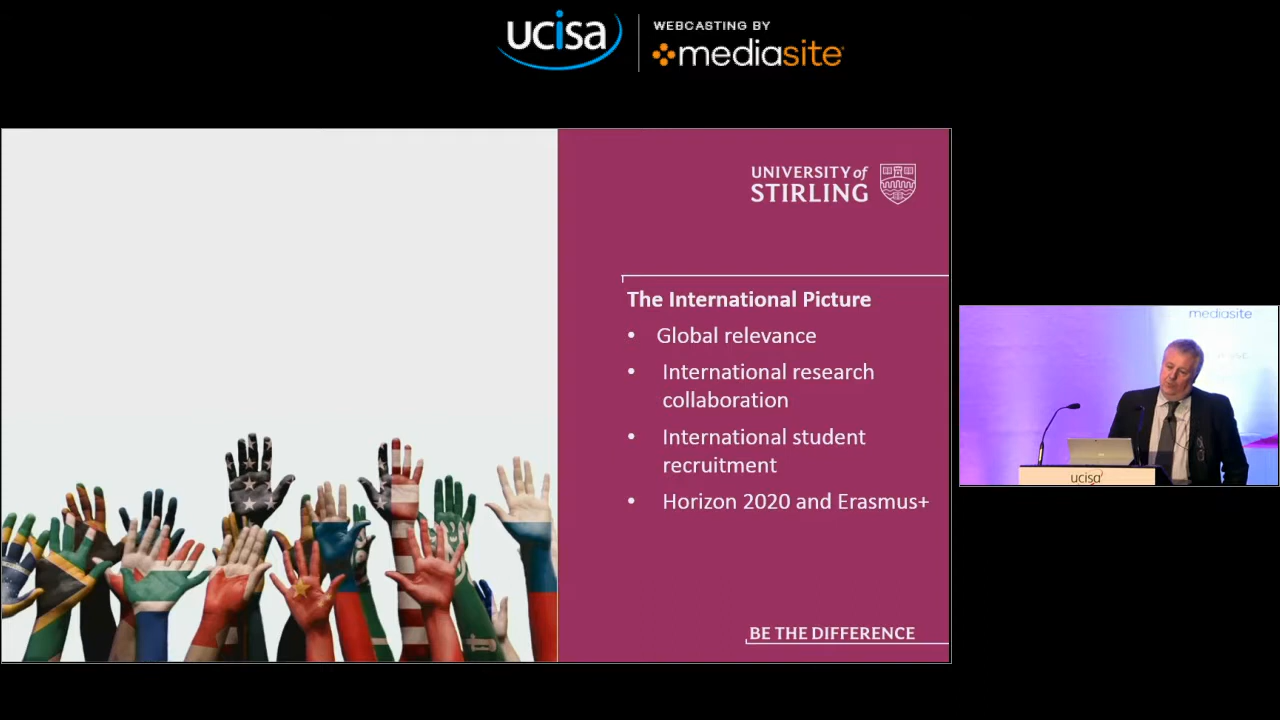 ucisa
WEBCASTING BY
mediasite
UNIVERSITY of
STIRLING
The International Picture
• Global relevance
• International research
collaboration
• International student
recruitment
• Horizon 2020 and Erasmus+
BE THE DIFFERENCE
mediasite
ucisa